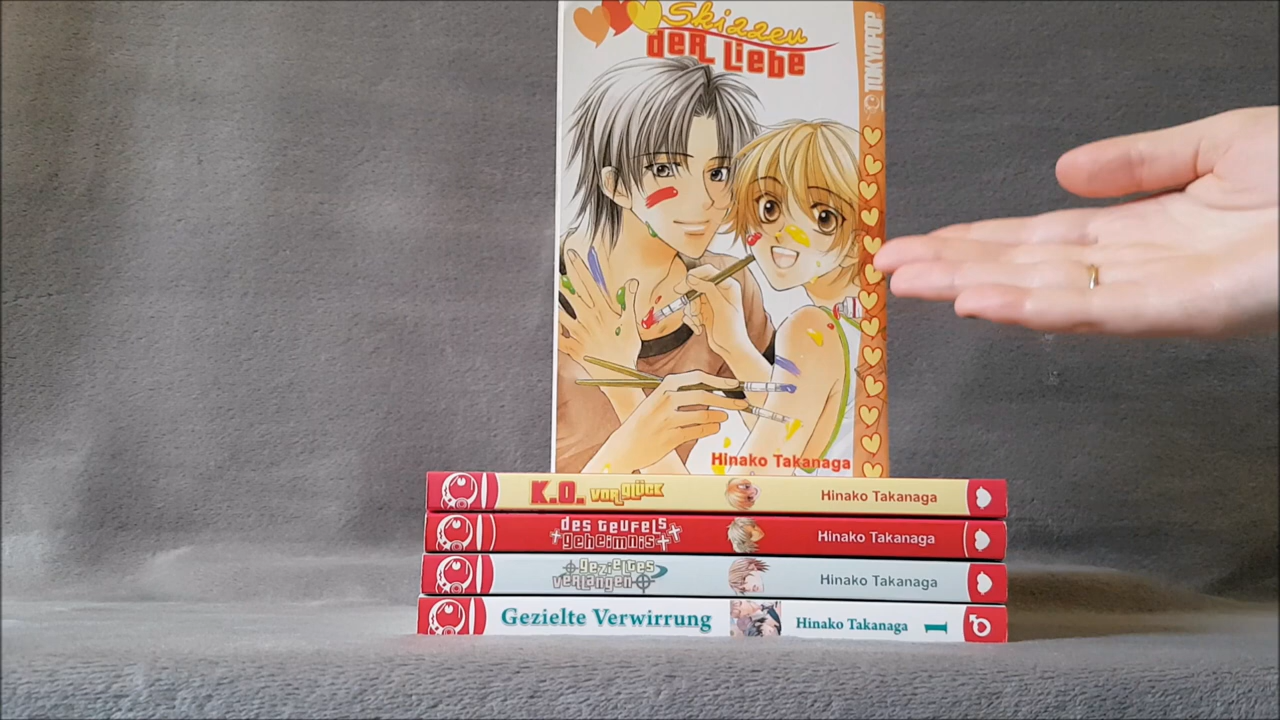 Skizzen
der Liebe
TOKYOPOP
Hinako Takanaga
K.O. vor Glück Hinako Takanaga
des teufels geheimnis Hinako Takanaga
gezieltes verlangen Hinako Takanaga
Gezielte Verwirrung Hinako Takanaga 1